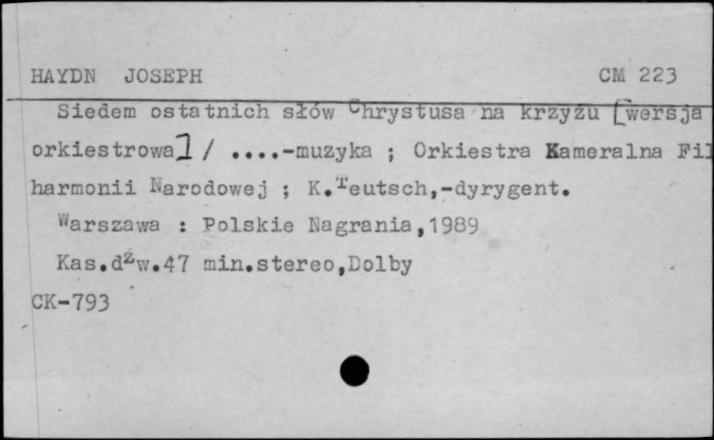 HAYDN JOSEPH CM 223
Siedem ostatnich słów Chrystusa na krzyżu [wersja
orkiestrowa] / ....-muzyka ; Orkiestra Kameralna Fil
harmonii Narodowej ; K.Teutsch,-dyrygent.
Warszawa : Polskie Nagrania,1989
Kas.dźw.47 min.stereo,Dolby
CK-793